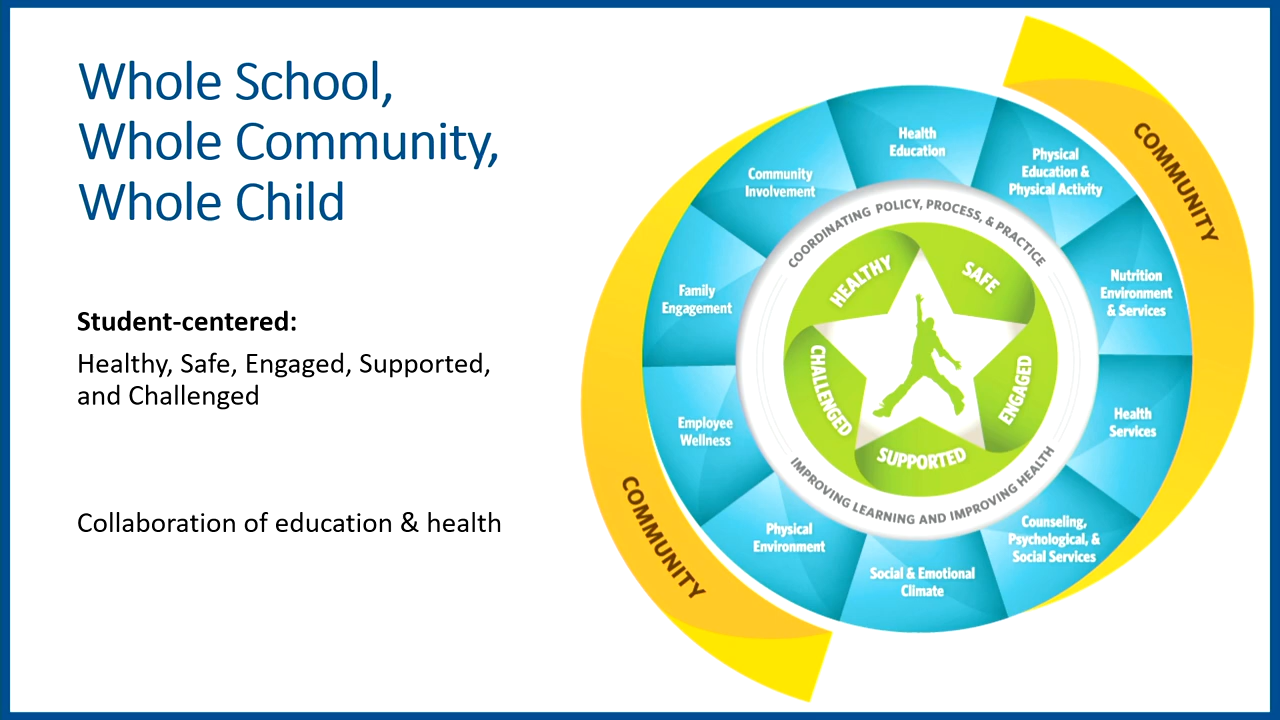 Whole School,
Whole Community,
Whole Child
Student-centered:
Healthy, Safe, Engaged, Supported,
and Challenged
Collaboration of education & health
COMMUNITY
Health
Education
Physical
Education &
Physical Activity
Nutrition
Environment
& Services
Health
Services
Counseling,
Psychological, &
Social Services
Social & Emotional
Climate
Physical
Environment
Employee
Wellness
Family
Engagement
Community
Involvement
COORDINATING POLICY, PROCESS, & PRACTICE
IMPROVING LEARNING AND IMPROVING HEALTH
HEALTHY
SAFE
ENGAGED
SUPPORTED
CHALLENGED
COMMUNITY